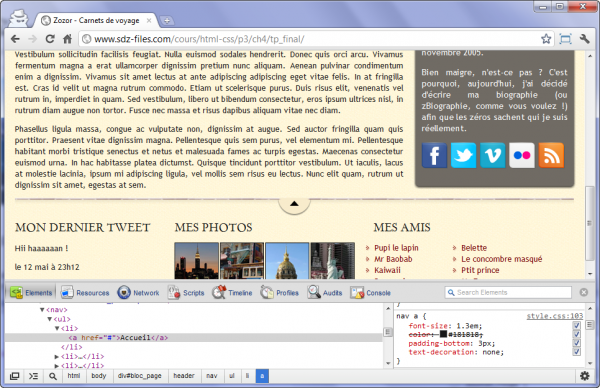 Zozor - Carnets de voyage
www.sdz-files.com/cours/html-css/p3/ch4/tp_final/
Vestibulum sollicitudin facilisis feugiat. Nulla euismod sodales hendrerit. Donec quis orci arcu. Vivamus
fermentum magna a erat ullamcorper dignissim pretium nunc aliquam. Aenean pulvinar condimentum
enim a dignissim. Vivamus sit amet lectus at ante adipiscing adipiscing eget vitae felis. In at fringilla
est. Cras id velit ut magna rutrum commodo. Etiam ut scelerisque purus. Duis risus elit, venenatis vel
rutrum in, imperdiet in quam. Sed vestibulum, libero ut bibendum consectetur, eros ipsum ultrices nisl, in
rutrum diam augue non tortor. Fusce nec massa et risus dapibus aliquam vitae nec diam.
Phasellus ligula massa, congue ac vulputate non, dignissim at augue. Sed auctor fringilla quam quis
porttitor. Praesent vitae dignissim magna. Pellentesque quis sem purus, vel elementum mi. Pellentesque
habitant morbi tristique senectus et netus et malesuada fames ac turpis egestas. Maecenas consectetur
euismod urna. In hac habitasse platea dictumst. Quisque tincidunt porttitor vestibulum. Ut iaculis, lacus
at molestie lacinia, ipsum mi adipiscing ligula, vel mollis sem risus eu lectus. Nunc elit quam, rutrum ut
dignissim sit amet, egestas at sem.
novembre 2005.
Bien maigre, n'est-ce pas ? C'est
pourquoi, aujourd'hui, j'ai décidé
d'écrire ma biographie (ou
zBiographie, comme vous voulez !)
afin que les zéros sachent qui je suis
réellement.
MON DERNIER TWEET
Hii haaaaaan !
le 12 mai à 23h12
MES PHOTOS
MES AMIS
Pupi le lapin
Mr Baobab
Kaiwaii
Belette
Le concombre masqué
Ptit prince
Elements
Resources
Network
Scripts
Timeline
Profiles
Audits
Console
Search Elements
▼<nav>
▼<ul>
▼<li>
<a href="#">Accueil</a>
</li>
▶<li>…</li>
▶<li>…</li>
}
nav a {
style.css:103
font-size: 1.3em;
color: #181818;
padding-bottom: 3px;
text-decoration: none;
}
html
body
div#bloc_page
header
nav
ul
li
a